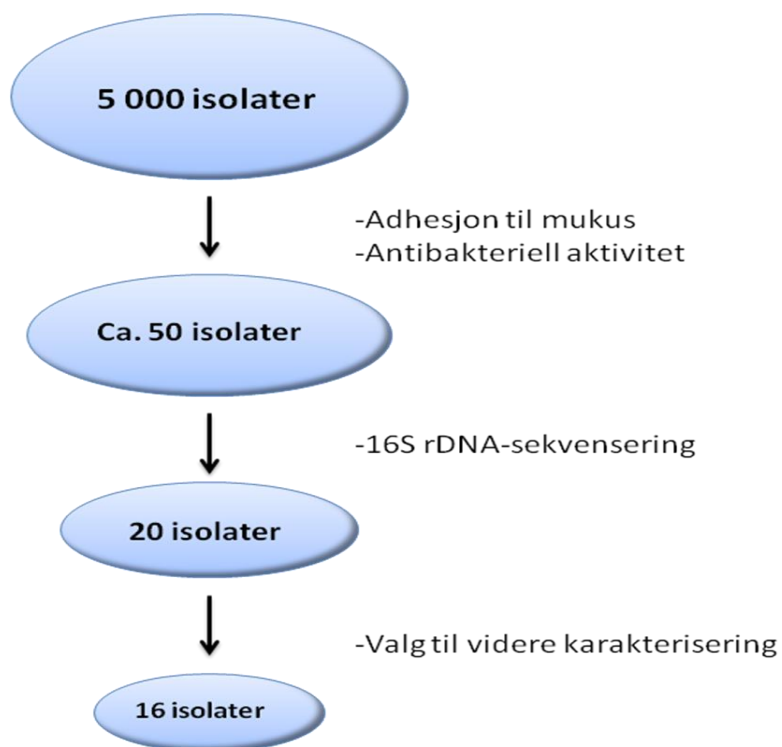 5 000 isolater
-Adhesjon til mukus
-Antibakteriell aktivitet
Ca. 50 isolater
-16S rDNA-sekvensering
20 isolater
-Valg til videre karakterisering
16 isolater